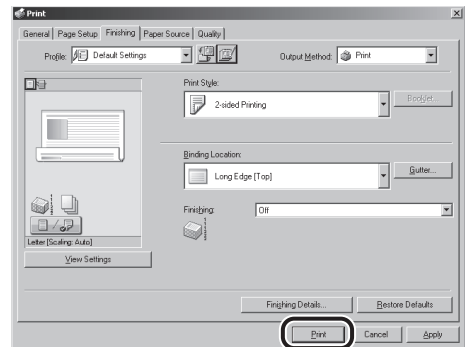 Print
General Page Setup Finishing Paper Source Quality
Profile: Default Settings Output Method: Print
Print Style:
2-sided Printing Booklet...
Binding Location:
Long Edge [Top] Gutter...
Finishing: Off
Letter [Scaling: Auto]
View Settings
Finishing Details... Restore Defaults
Print Cancel Apply